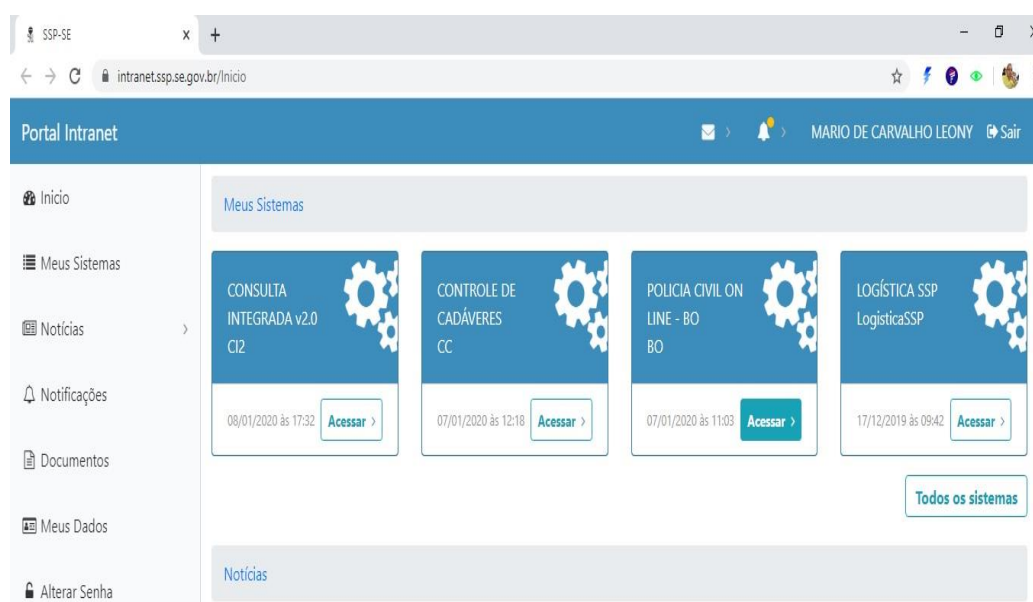 SSP-SE
intranet.ssp.se.gov.br/Inicio
Portal Intranet
MARIO DE CARVALHO LEONY
Sair
Inicio
Meus Sistemas
Notícias
Notificações
Documentos
Meus Dados
Alterar Senha
Meus Sistemas
CONSULTA
INTEGRADA v2.0
CI2
08/01/2020 às 17:32
Acessar
CONTROLE DE
CADÁVERES
CC
07/01/2020 às 12:18
Acessar
POLICIA CIVIL ON
LINE - BO
BO
07/01/2020 às 11:03
Acessar
LOGÍSTICA SSP
LogisticaSSP
17/12/2019 às 09:42
Acessar
Todos os sistemas
Notícias